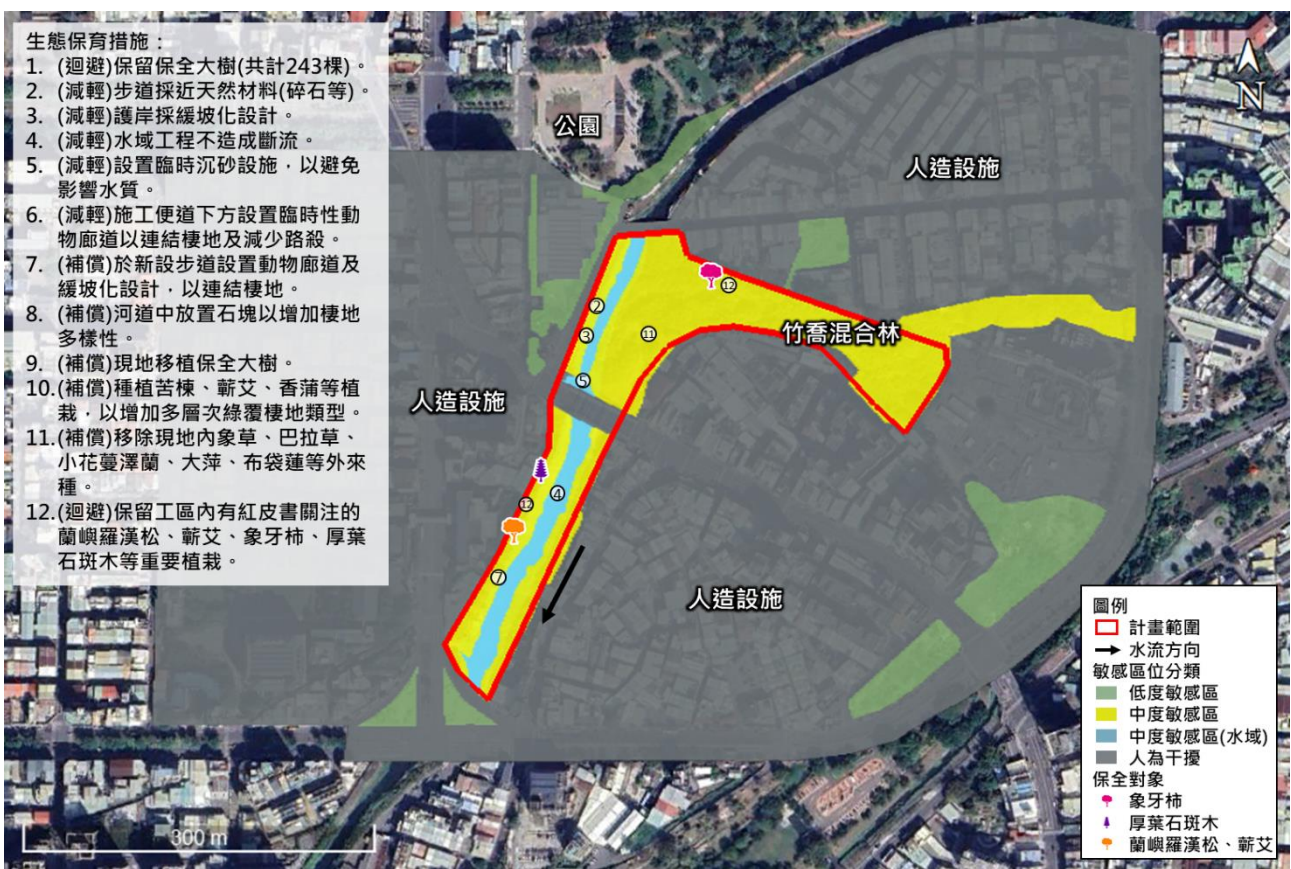 生態保育措施：
1. (迴避)保留保全大樹(共計243棵)。
2. (減輕)步道採近天然材料(碎石等)。
3. (減輕)護岸採緩坡化設計。
4. (減輕)水域工程不造成斷流。
5. (減輕)設置臨時沉砂設施，以避免
影響水質。
6. (減輕)施工便道下方設置臨時性動
物廊道以連結棲地及減少路殺。
7. (補償)於新設步道設置動物廊道及
緩坡化設計，以連結棲地。
8. (補償)河道中放置石塊以增加棲地
多樣性。
9. (補償)現地移植保全大樹。
10.(補償)種植苦楝、蘄艾、香蒲等植
栽，以增加多層次綠覆棲地類型。
11.(補償)移除現地內象草、巴拉草、
小花蔓澤蘭、大萍、布袋蓮等外來
種。
12.(迴避)保留工區內有紅皮書關注的
蘭嶼羅漢松、蘄艾、象牙柿、厚葉
石斑木等重要植栽。
公園
人造設施
N
⑫
②
③
⑪
竹喬混合林
⑤
人造設施
④
⑫
⑦
人造設施
300 m
圖例
計畫範圍
水流方向
敏感區位分類
低度敏感區
中度敏感區
中度敏感區(水域)
人為干擾
保全對象
象牙柿
厚葉石斑木
蘭嶼羅漢松、蘄艾